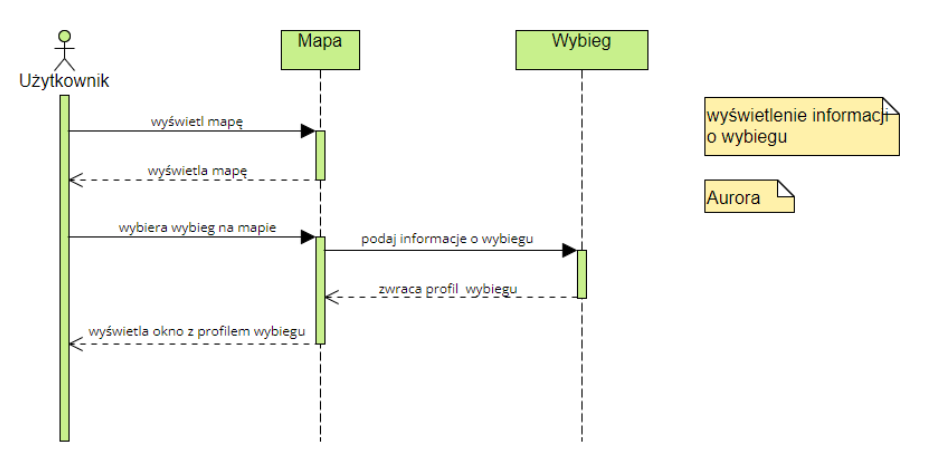 Użytkownik
Mapa
Wybieg
wyświetl mapę
wyświetla mapę
wybiera wybieg na mapie
podaj informacje o wybiegu
zwraca profil wybiegu
wyświetla okno z profilem wybiegu
wyświetlenie informacji
o wybiegu
Aurora